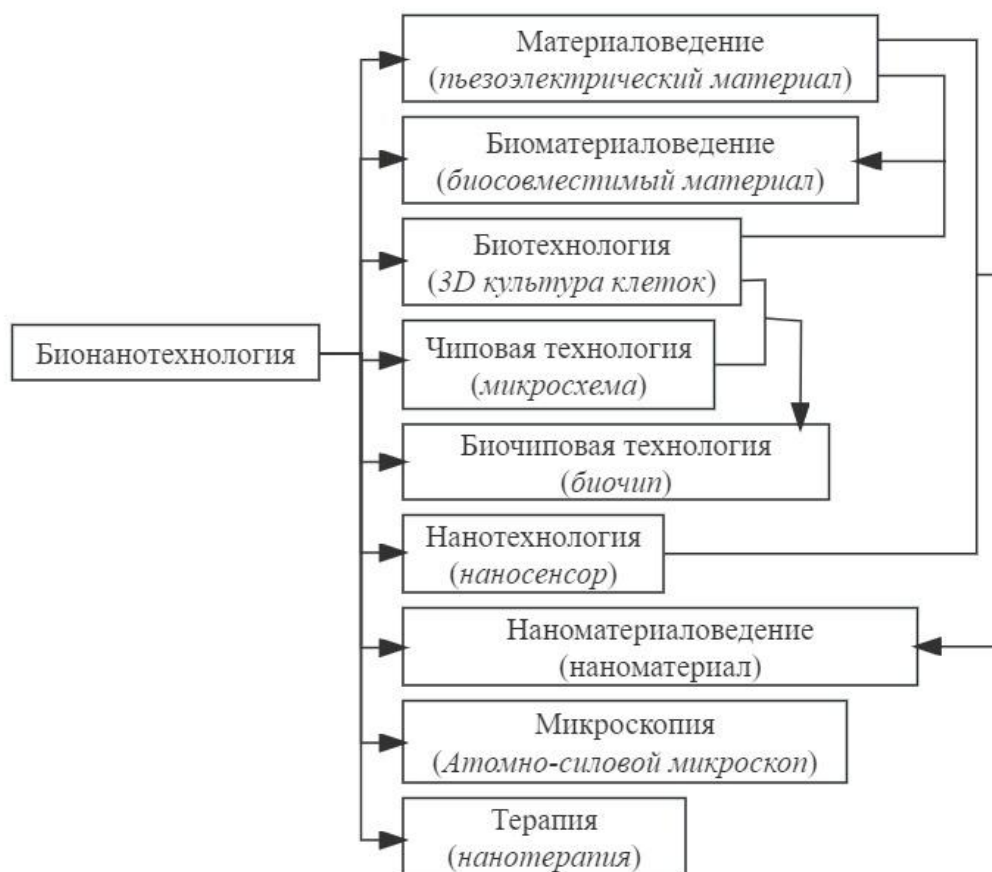 Материаловедение
(пьезоэлектрический материал)
Биоматериаловедение
(биосовместимый материал)
Биотехнология
(3D культура клеток)
Бионанотехнология
Чиповая технология
(микросхема)
Биочиповая технология
(биочип)
Нанотехнология
(наносенсор)
Наноматериаловедение
(наноматериал)
Микроскопия
(Атомно-силовой микроскоп)
Терапия
(нанотерапия)